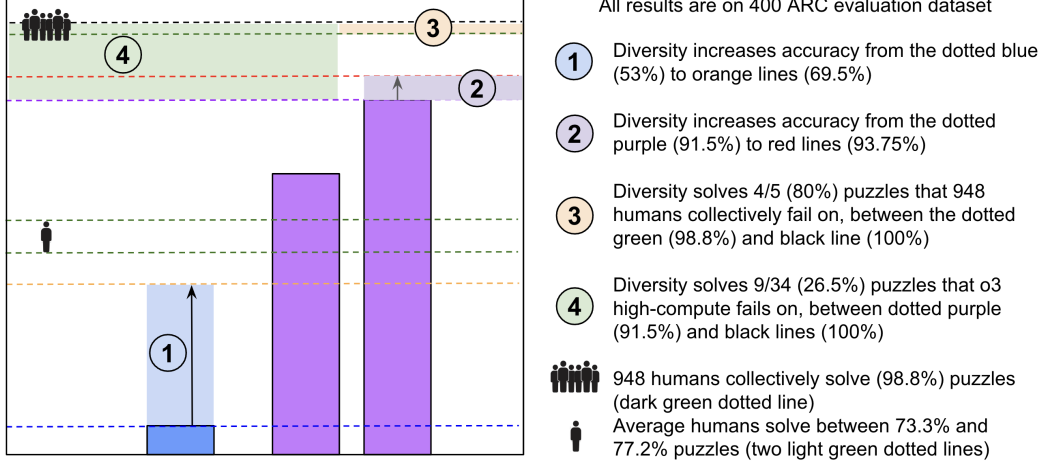 All results are on 400 ARC evaluation dataset
3
4
2
1
1
Diversity increases accuracy from the dotted blue
(53%) to orange lines (69.5%)
2
Diversity increases accuracy from the dotted
purple (91.5%) to red lines (93.75%)
3
Diversity solves 4/5 (80%) puzzles that 948
humans collectively fail on, between the dotted
green (98.8%) and black line (100%)
4
Diversity solves 9/34 (26.5%) puzzles that o3
high-compute fails on, between dotted purple
(91.5%) and black lines (100%)
948 humans collectively solve (98.8%) puzzles
(dark green dotted line)
Average humans solve between 73.3% and
77.2% puzzles (two light green dotted lines)